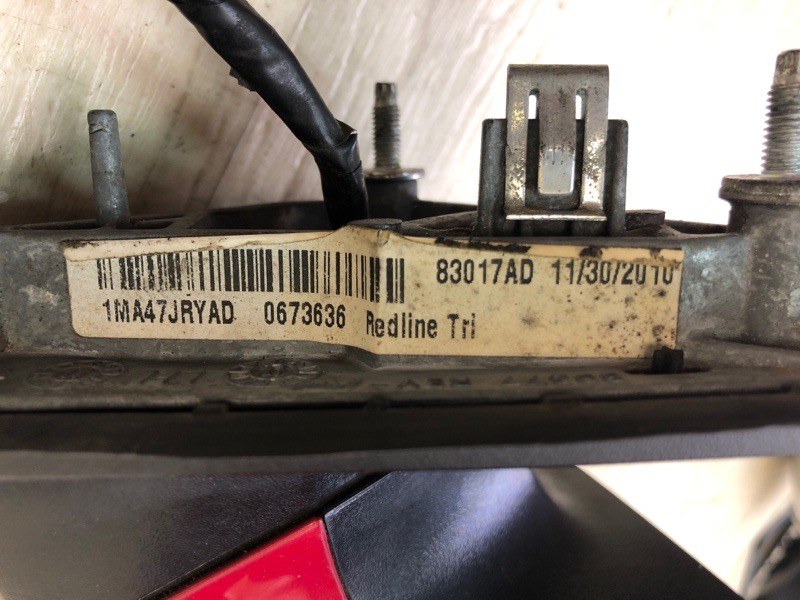 83017AD 11/30/2010
1MA47JRYAD 0673636 Redline Tri